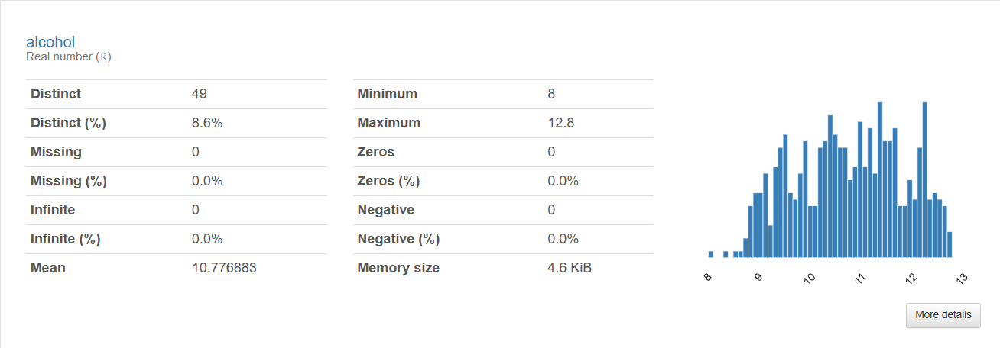 alcohol
Real number (ℝ)
Distinct 49
Distinct (%) 8.6%
Missing 0
Missing (%) 0.0%
Infinite 0
Infinite (%) 0.0%
Mean 10.776883
Minimum 8
Maximum 12.8
Zeros 0
Zeros (%) 0.0%
Negative 0
Negative (%) 0.0%
Memory size 4.6 KiB
8 9 10 11 12 13
More details